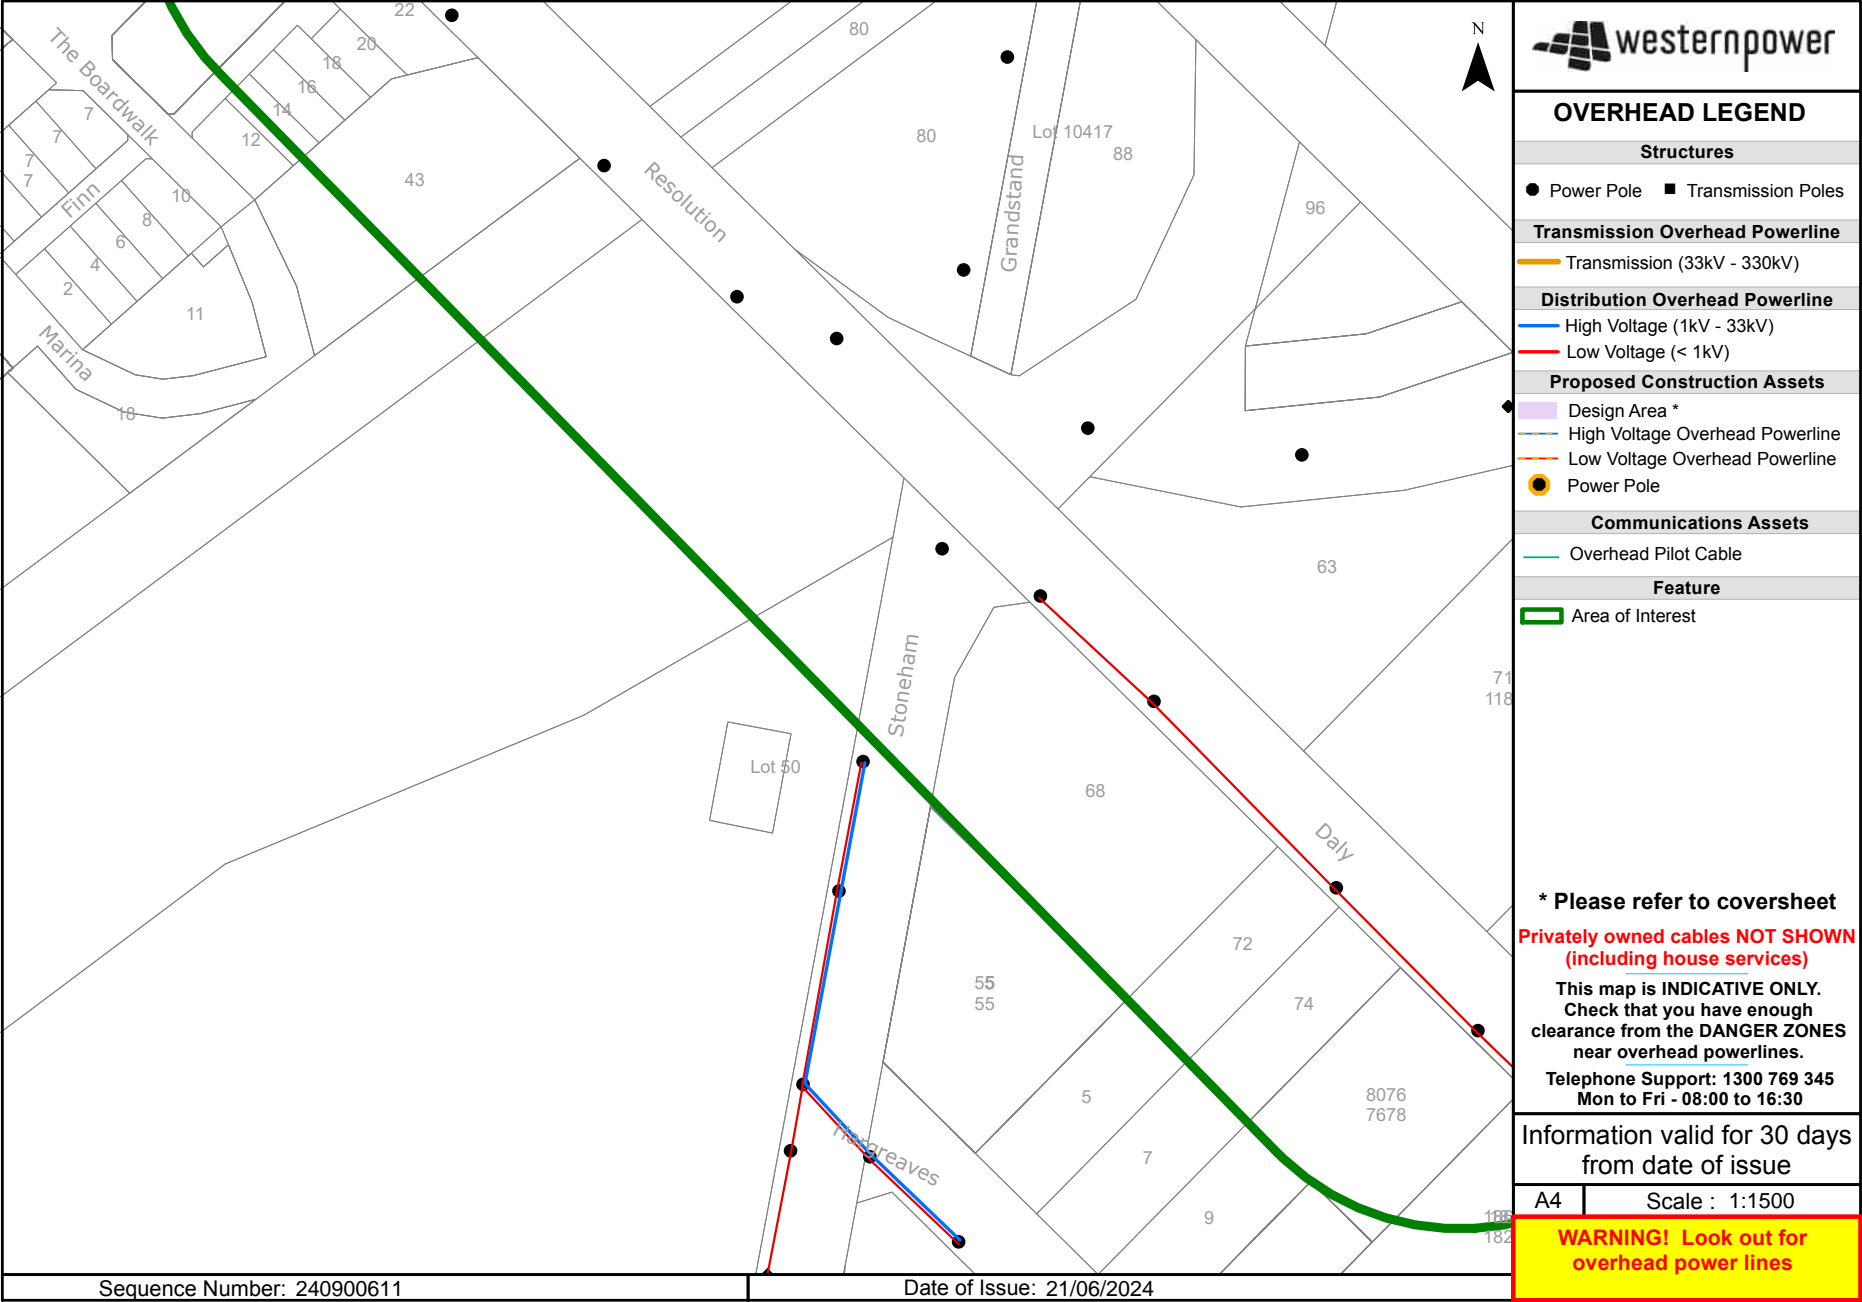 The Boardwalk
22
20
18
16
14
12
7
7
7
7
Finn
10
8
6
4
2
11
Marina
18
43
Resolution
80
80
Grandstand
Lot 10417
88
96
N
63
71
118
Stoneham
Lot 50
68
Daly
72
74
55
55
5
7
9
8076
7678
182
Hargreaves
westernpower
OVERHEAD LEGEND
Structures
Power Pole Transmission Poles
Transmission Overhead Powerline
Transmission (33kV - 330kV)
Distribution Overhead Powerline
High Voltage (1kV - 33kV)
Low Voltage (< 1kV)
Proposed Construction Assets
Design Area *
High Voltage Overhead Powerline
Low Voltage Overhead Powerline
Power Pole
Communications Assets
Overhead Pilot Cable
Feature
Area of Interest
* Please refer to coversheet
Privately owned cables NOT SHOWN
(including house services)
This map is INDICATIVE ONLY.
Check that you have enough
clearance from the DANGER ZONES
near overhead powerlines.
Telephone Support: 1300 769 345
Mon to Fri - 08:00 to 16:30
Information valid for 30 days
from date of issue
A4 Scale : 1:1500
WARNING! Look out for
overhead power lines
Sequence Number: 240900611
Date of Issue: 21/06/2024